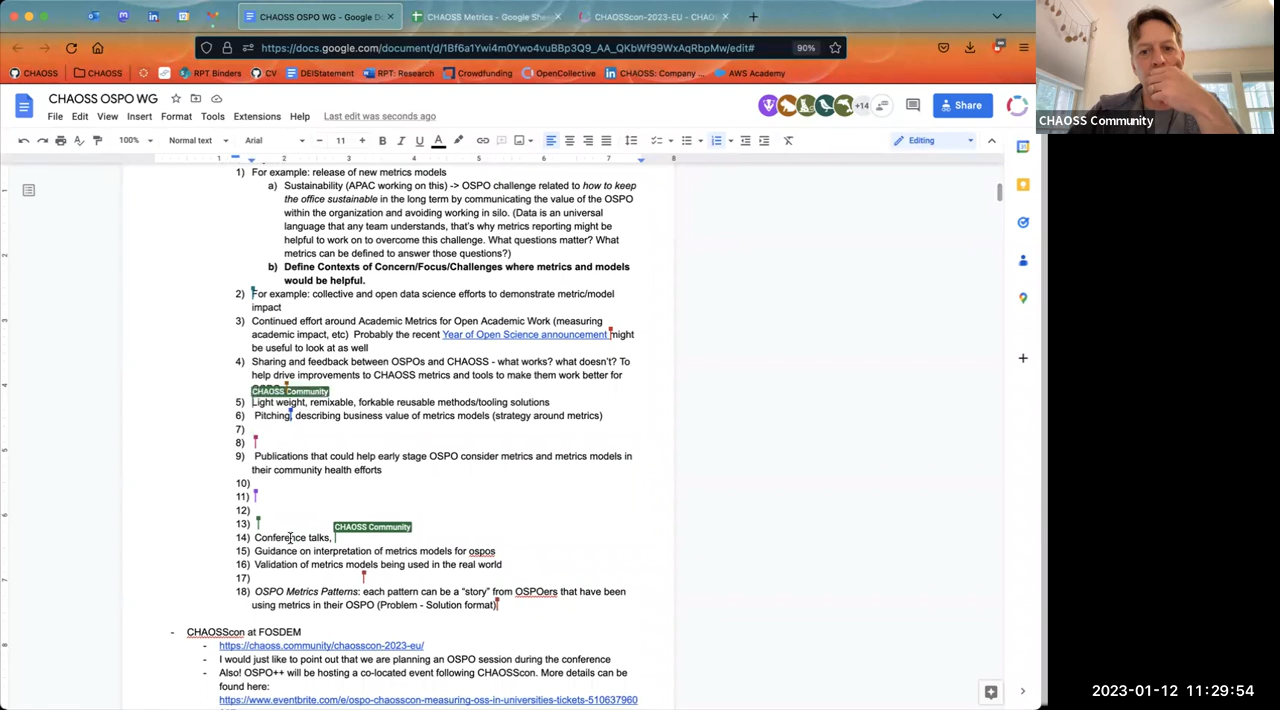 CHAOSS OSPO WG - Google Do
CHAOSS Metrics - Google She
CHAOSScon-2023-EU - CHAO
https://docs.google.com/document/d/1Bf6a1Ywi4m0Ywo4vuBBp3Q9_AA_QKbWf99WxAqRbpMw/edit#
90%
CHAOSS
CHAOSS
RPT Binders
CV
DEIStatement
RPT: Research
Crowdfunding
OpenCollective
CHAOSS: Company ...
AWS Academy
CHAOSS Community
CHAOSS OSPO WG
+14
Share
File Edit View Insert Format Tools Extensions Help Last edit was seconds ago
100% Normal text Arial 11 Editing
1 2 3 4 5 6 7 8
1) For example: release of new metrics models
a) Sustainability (APAC working on this) -> OSPO challenge related to how to keep
the office sustainable in the long term by communicating the value of the OSPO
within the organization and avoiding working in silo. (Data is an universal
language that any team understands, that's why metrics reporting might be
helpful to work on to overcome this challenge. What questions matter? What
metrics can be defined to answer those questions?)
b) Define Contexts of Concern/Focus/Challenges where metrics and models
would be helpful.
2) For example: collective and open data science efforts to demonstrate metric/model
impact
3) Continued effort around Academic Metrics for Open Academic Work (measuring
academic impact, etc) Probably the recent Year of Open Science announcement might
be useful to look at as well
4) Sharing and feedback between OSPOs and CHAOSS - what works? what doesn't? To
help drive improvements to CHAOSS metrics and tools to make them work better for
CHAOSS Community
5) Light weight, remixable, forkable reusable methods/tooling solutions
6) Pitching, describing business value of metrics models (strategy around metrics)
7)
8)
9) Publications that could help early stage OSPO consider metrics and metrics models in
their community health efforts
10)
11)
12)
13)
CHAOSS Community
14) Conference talks,
15) Guidance on interpretation of metrics models for ospos
16) Validation of metrics models being used in the real world
17)
18) OSPO Metrics Patterns: each pattern can be a "story" from OSPOers that have been
using metrics in their OSPO (Problem - Solution format)
- CHAOSScon at FOSDEM
- https://chaoss.community/chaosscon-2023-eu/
- I would just like to point out that we are planning an OSPO session during the conference
- Also! OSPO++ will be hosting a co-located event following CHAOSScon. More details can be
found here:
https://www.eventbrite.com/e/ospo-chaosscon-measuring-oss-in-universities-tickets-510637960
2023-01-12 11:29:54